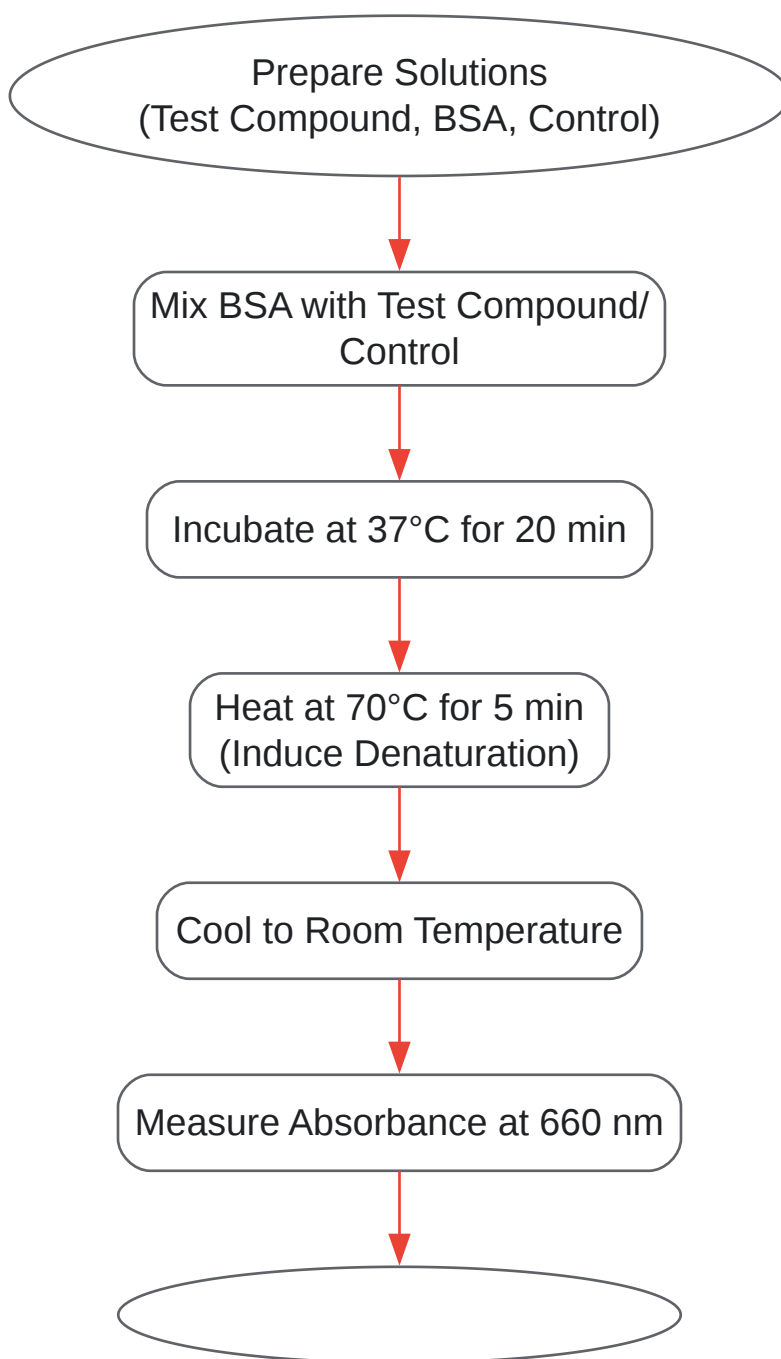 Prepare Solutions
(Test Compound, BSA, Control)
Mix BSA with Test Compound/
Control
Incubate at 37°C for 20 min
Heat at 70°C for 5 min
(Induce Denaturation)
Cool to Room Temperature
Measure Absorbance at 660 nm